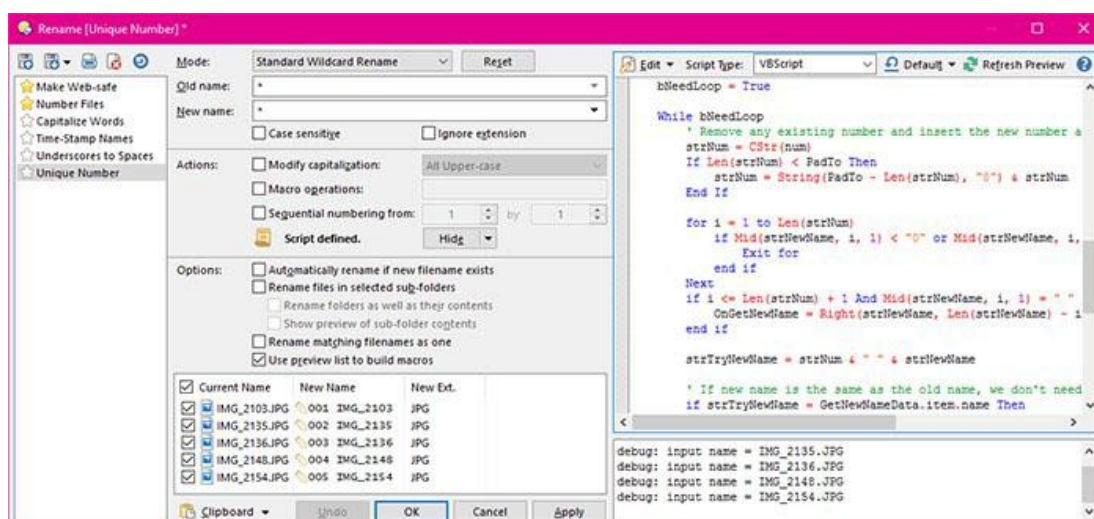 Rename [Unique Number] *
Make Web-safe
Number Files
Capitalize Words
Time-Stamp Names
Underscores to Spaces
Unique Number
Mode: Standard Wildcard Rename Reset
Old name: *
New name: *
Case sensitive Ignore extension
Actions: Modify capitalization: All Upper-case
Macro operations:
Sequential numbering from: 1 by 1
Script defined. Hide
Options: Automatically rename if new filename exists
Rename files in selected sub-folders
Rename folders as well as their contents
Show preview of sub-folder contents
Rename matching filenames as one
Use preview list to build macros
Current Name New Name New Ext.
IMG_2103.JPG 001 IMG_2103 JPG
IMG_2135.JPG 002 IMG_2135 JPG
IMG_2136.JPG 003 IMG_2136 JPG
IMG_2148.JPG 004 IMG_2148 JPG
IMG_2154.JPG 005 IMG_2154 JPG
Clipboard Undo OK Cancel Apply
Edit Script Type: VBScript Default Refresh Preview
bNeedLoop = True
While bNeedLoop
' Remove any existing number and insert the new number a
strNum = CStr(num)
If Len(strNum) < PadTo Then
strNum = String(PadTo - Len(strNum), "0") & strNum
End If
for i = 1 to Len(strNum)
if Mid(strNewName, i, 1) < "0" or Mid(strNewName, i,
Exit for
end if
Next
if i <= Len(strNum) + 1 And Mid(strNewName, i, 1) = " "
OnGetNewName = Right(strNewName, Len(strNewName) - i
end if
strTryNewName = strNum & " " & strNewName
' If new name is the same as the old name, we don't need
if strTryNewName = GetNewNameData.item.name Then
debug: input name = IMG_2135.JPG
debug: input name = IMG_2136.JPG
debug: input name = IMG_2148.JPG
debug: input name = IMG_2154.JPG